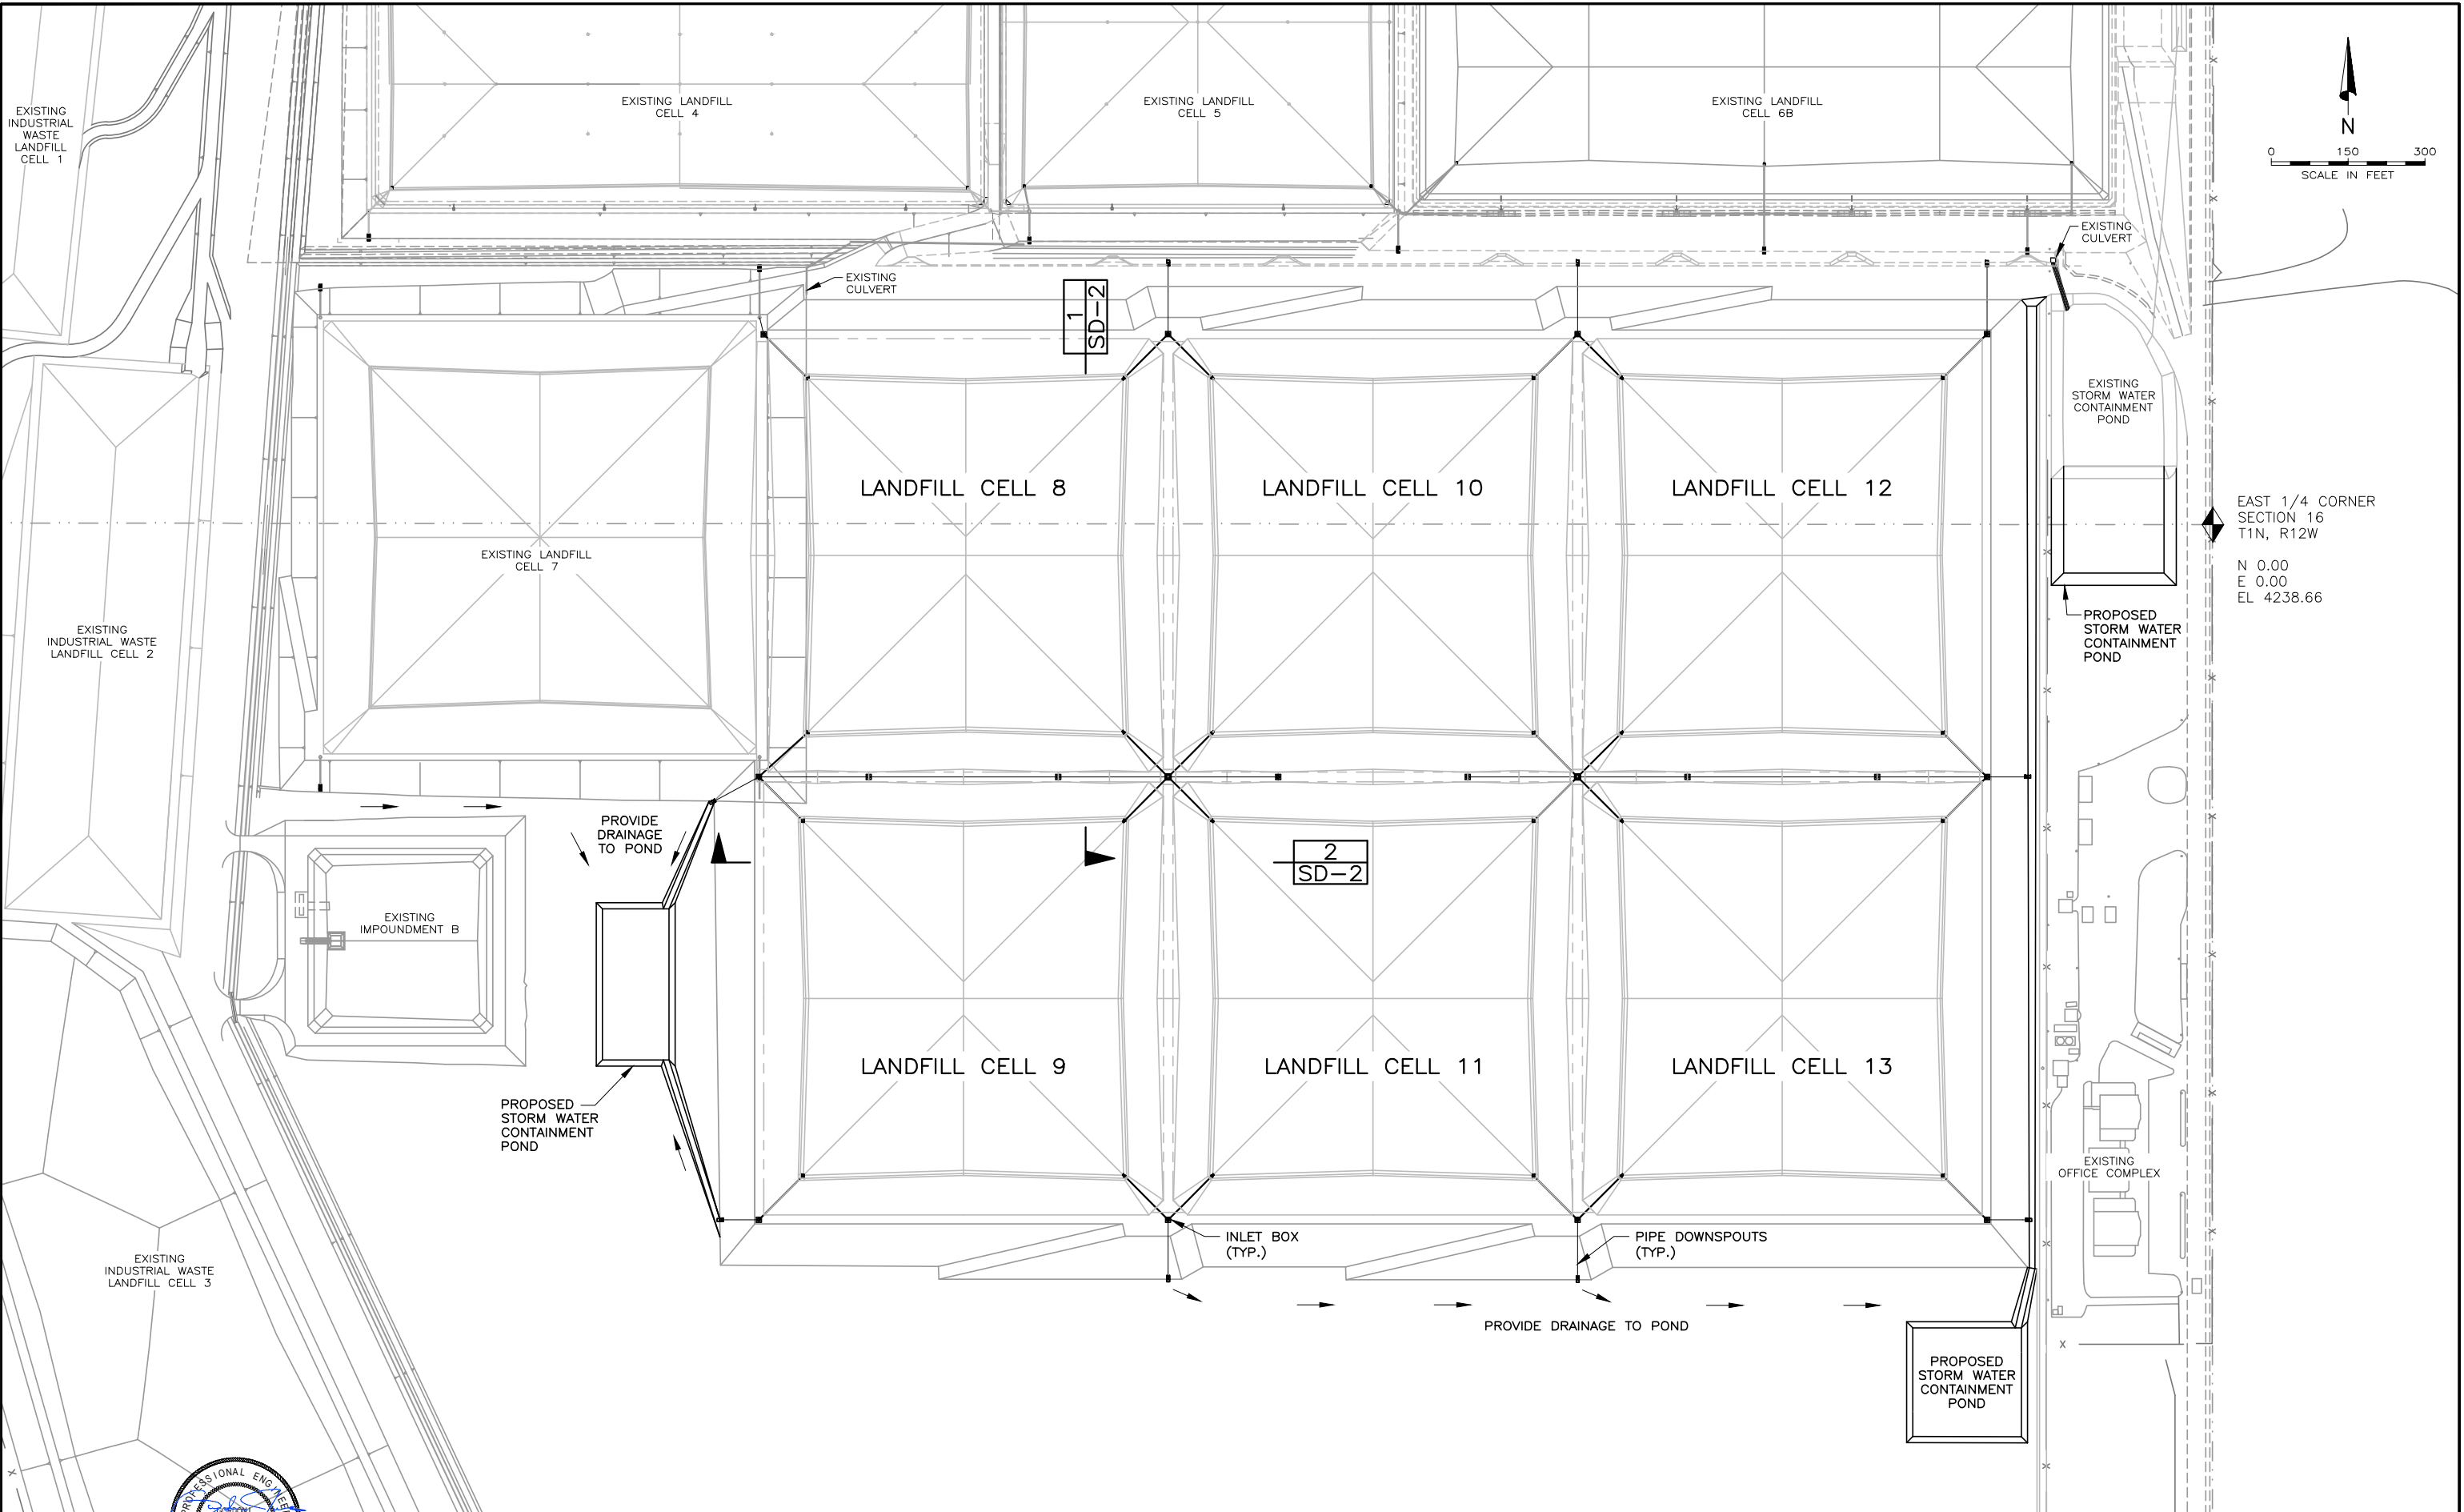 EXISTING
INDUSTRIAL
WASTE
LANDFILL
CELL 1
EXISTING LANDFILL
CELL 4
EXISTING LANDFILL
CELL 5
EXISTING LANDFILL
CELL 6B
N
0 150 300
SCALE IN FEET
EXISTING
CULVERT
EXISTING
CULVERT
1
SD-2
EXISTING
STORM WATER
CONTAINMENT
POND
LANDFILL CELL 8
LANDFILL CELL 10
LANDFILL CELL 12
EAST 1/4 CORNER
SECTION 16
T1N, R12W
N 0.00
E 0.00
EL 4238.66
EXISTING LANDFILL
CELL 7
PROPOSED
STORM WATER
CONTAINMENT
POND
EXISTING
INDUSTRIAL WASTE
LANDFILL CELL 2
PROVIDE
DRAINAGE
TO POND
2
SD-2
EXISTING
IMPOUNDMENT B
LANDFILL CELL 9
LANDFILL CELL 11
LANDFILL CELL 13
PROPOSED
STORM WATER
CONTAINMENT
POND
EXISTING
OFFICE COMPLEX
INLET BOX
(TYP.)
PIPE DOWNSPOUTS
(TYP.)
EXISTING
INDUSTRIAL WASTE
LANDFILL CELL 3
PROVIDE DRAINAGE TO POND
PROPOSED
STORM WATER
CONTAINMENT
POND
PROFESSIONAL ENGINEE